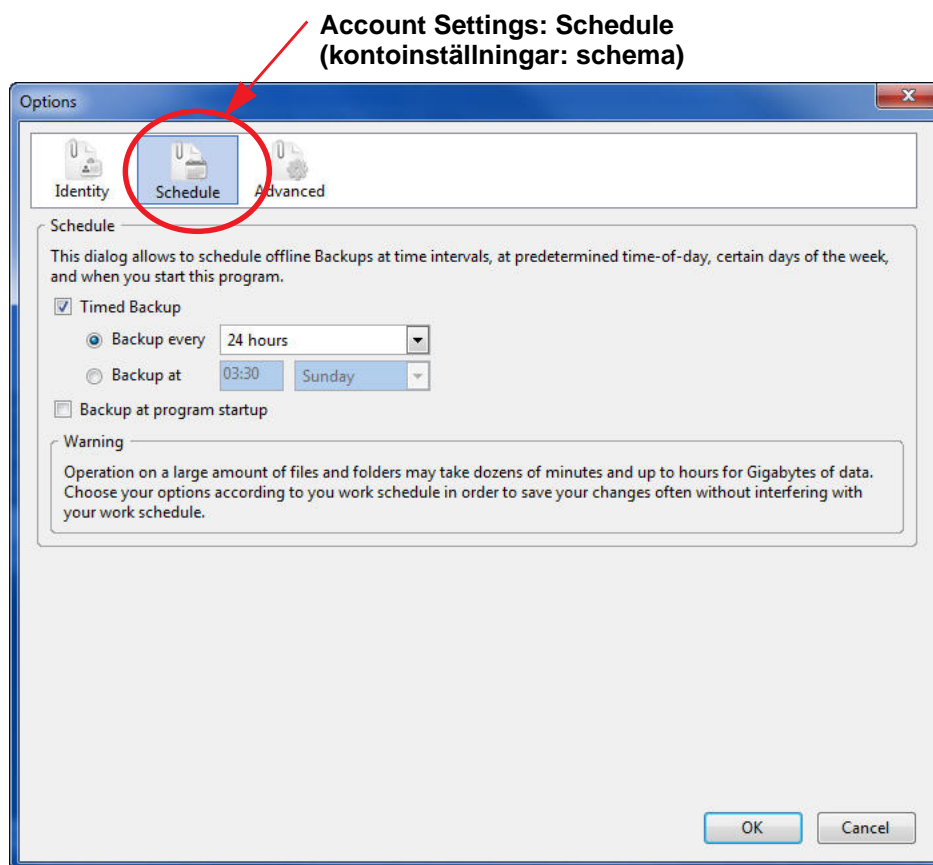 Account Settings: Schedule
(kontoinställningar: schema)
Options
Identity
Schedule
Advanced
Schedule
This dialog allows to schedule offline Backups at time intervals, at predetermined time-of-day, certain days of the week,
and when you start this program.
Timed Backup
Backup every 24 hours
Backup at 03:30 Sunday
Backup at program startup
Warning
Operation on a large amount of files and folders may take dozens of minutes and up to hours for Gigabytes of data.
Choose your options according to you work schedule in order to save your changes often without interfering with
your work schedule.
OK Cancel